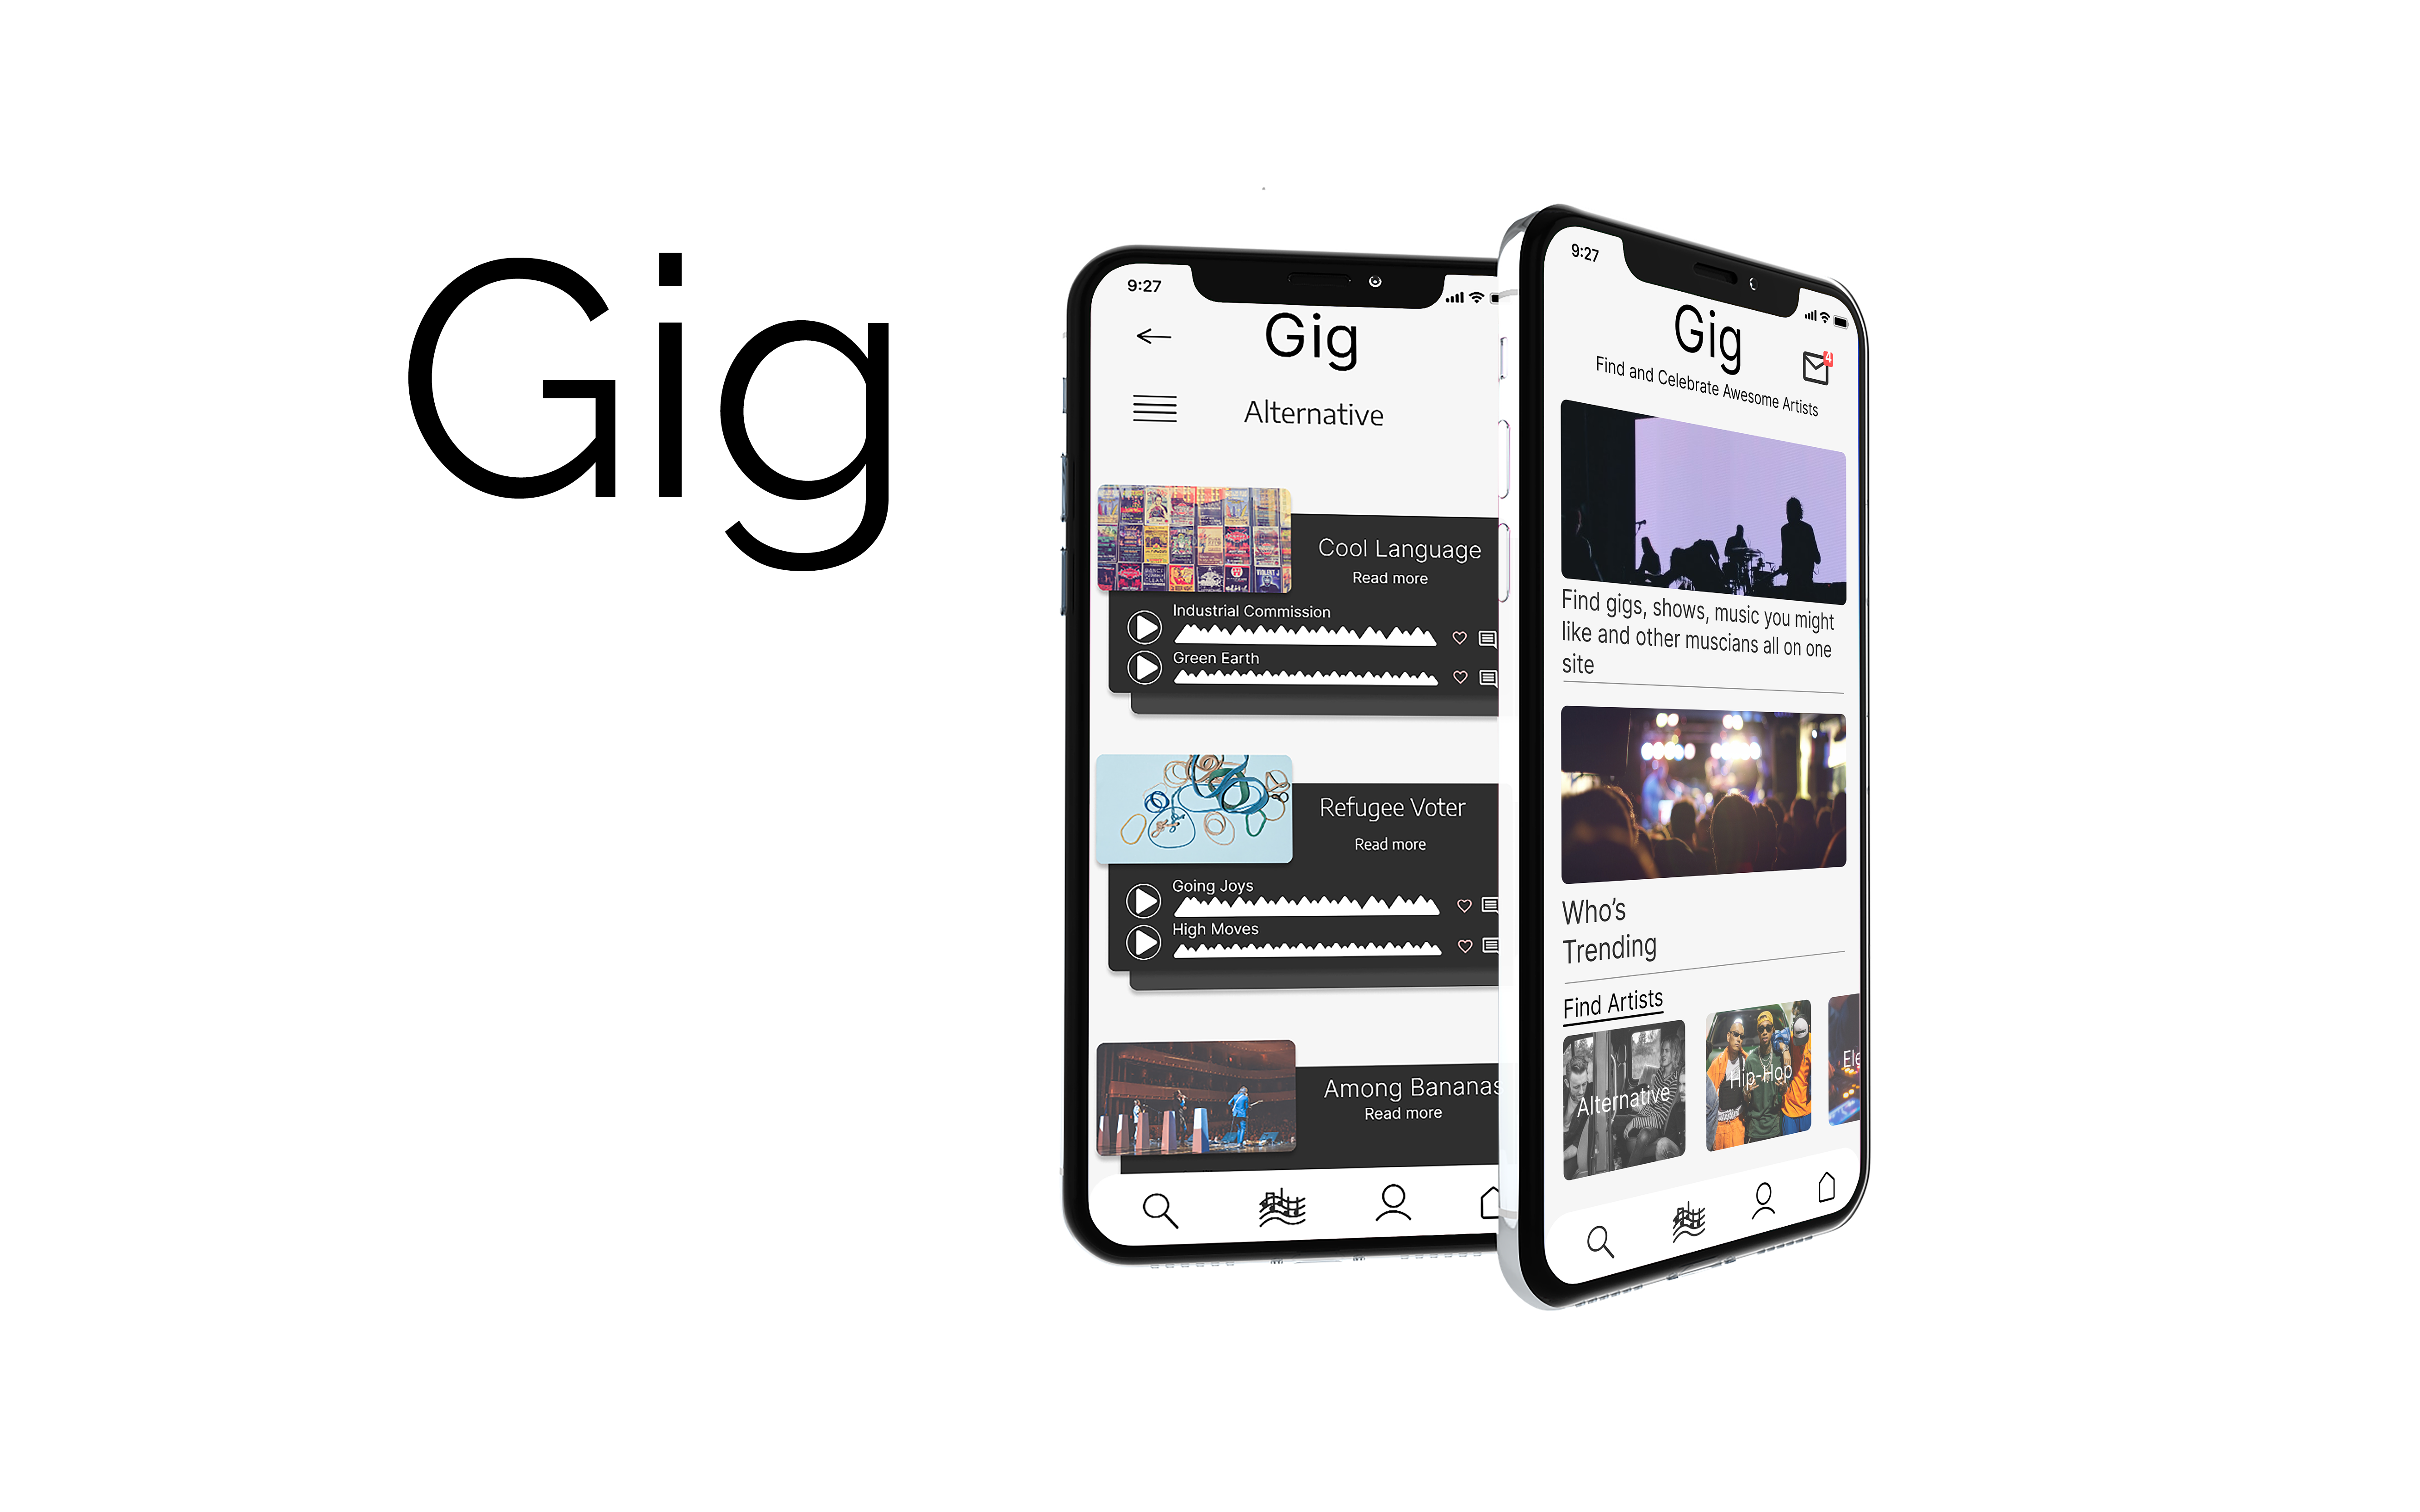 Gig
9:27
Gig
Alternative
Cool Language
Read more
Industrial Commission
Green Earth
Refugee Voter
Read more
Going Joys
High Moves
Among Bananas
Read more
9:27
Gig
4
Find and Celebrate Awesome Artists
Find gigs, shows, music you might
like and other muscians all on one
site
Who's
Trending
Find Artists
Alternative
Hip-Hop
Ele